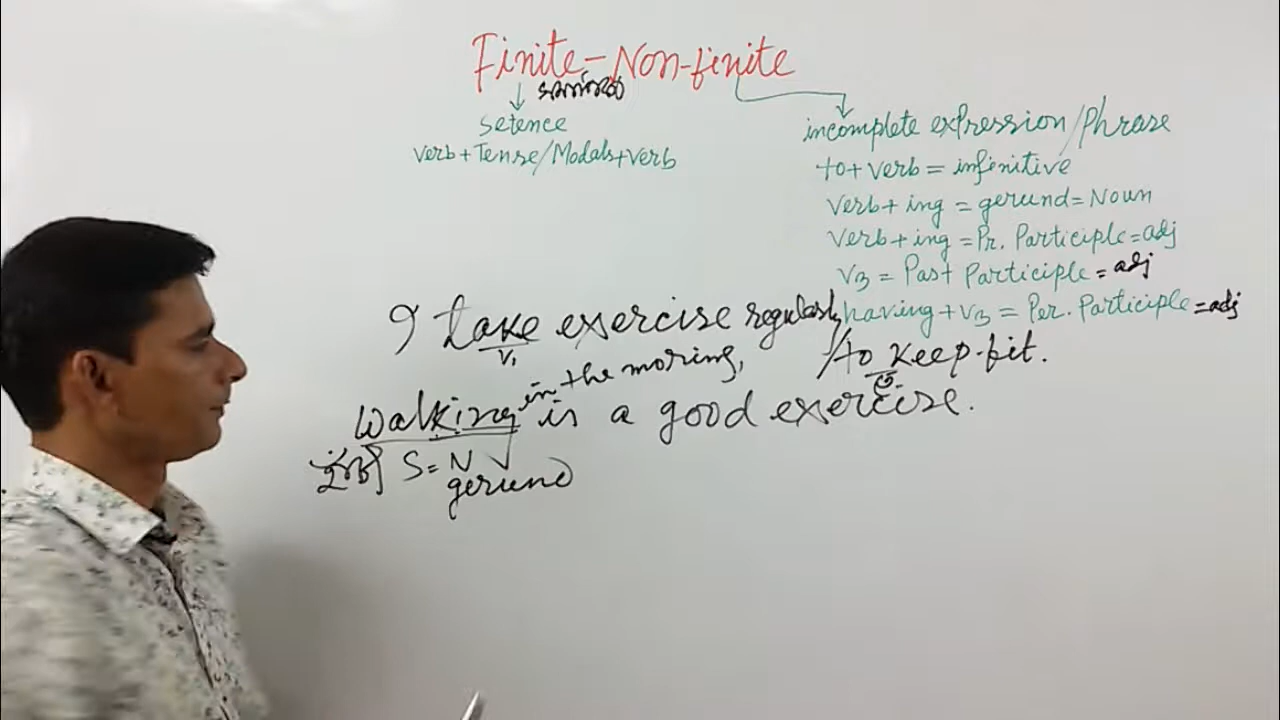 Finite-Non-finite
setence
verb+Tense/Modals+verb
incomplete expression/Phrase
to+verb = infinitive
verb+ing = gerund=Noun
verb+ing =Pr. Participle=adj
V3 = Past Participle = adj
having+V3 = Per. Participle=adj
I take exercise regularly
V1
in the moring,
/to keep-fit.
Walking is a good exercise.
S=N
gerund